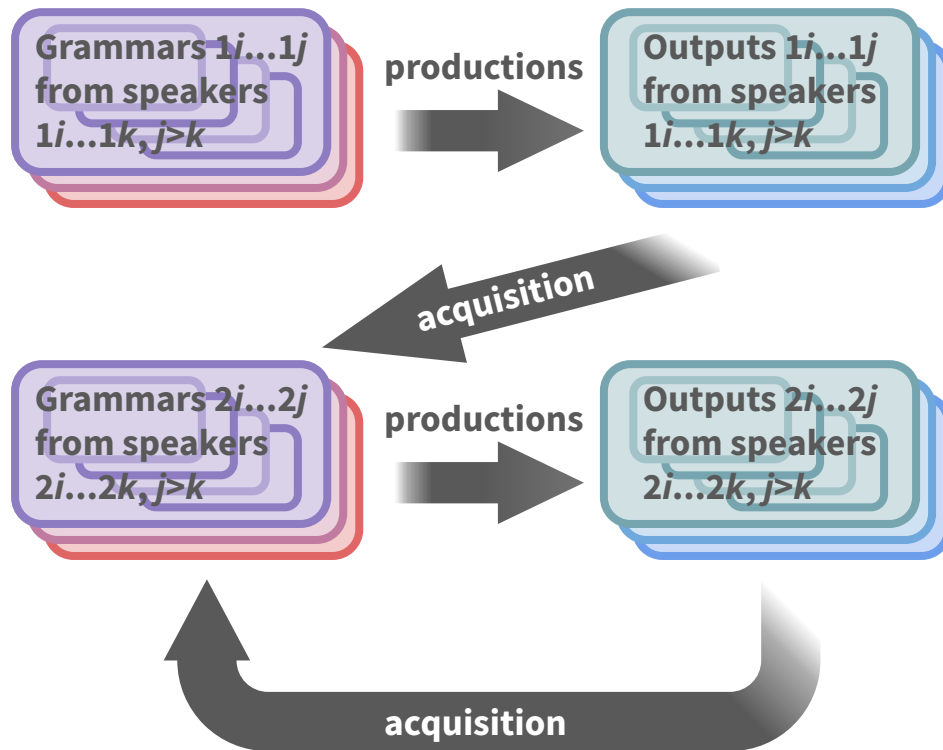 Grammars 1i...1j
from speakers
1i...1k, j>k
productions
Outputs 1i...1j
from speakers
1i...1k, j>k
acquisition
Grammars 2i...2j
from speakers
2i...2k, j>k
productions
Outputs 2i...2j
from speakers
2i...2k, j>k
acquisition